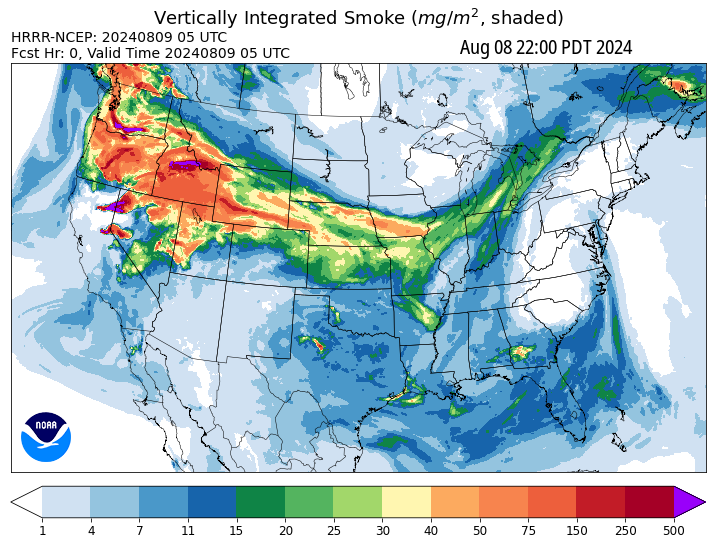 Vertically Integrated Smoke (mg/m², shaded)
HRRR-NCEP: 20240809 05 UTC
Fcst Hr: 0, Valid Time 20240809 05 UTC
Aug 08 22:00 PDT 2024
NOAA
1 4 7 11 15 20 25 30 40 50 75 150 250 500